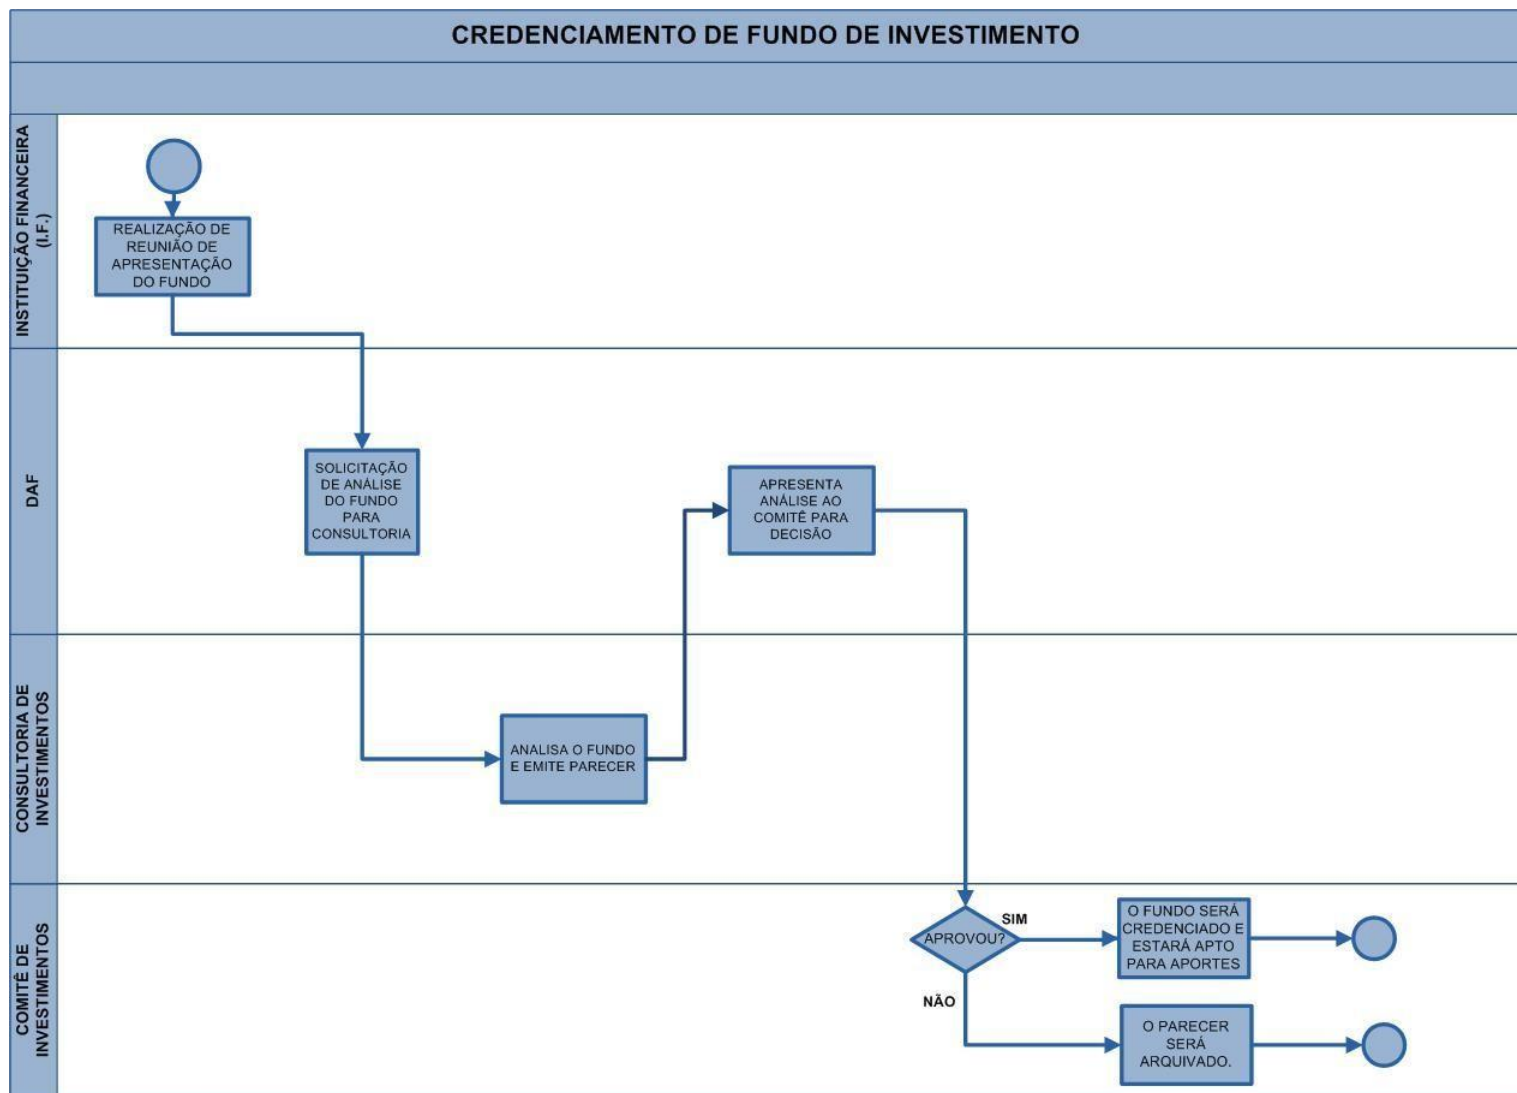 CREDENCIAMENTO DE FUNDO DE INVESTIMENTO
INSTITUIÇÃO FINANCEIRA
(I.F.)
REALIZAÇÃO DE
REUNIÃO DE
APRESENTAÇÃO
DO FUNDO
DAF
SOLICITAÇÃO
DE ANÁLISE
DO FUNDO
PARA
CONSULTORIA
APRESENTA
ANÁLISE AO
COMITÊ PARA
DECISÃO
CONSULTORIA DE
INVESTIMENTOS
ANALISA O FUNDO
E EMITE PARECER
COMITÊ DE
INVESTIMENTOS
APROVOU?
SIM
O FUNDO SERÁ
CREDENCIADO E
ESTARÁ APTO
PARA APORTES
NÃO
O PARECER
SERÁ
ARQUIVADO.